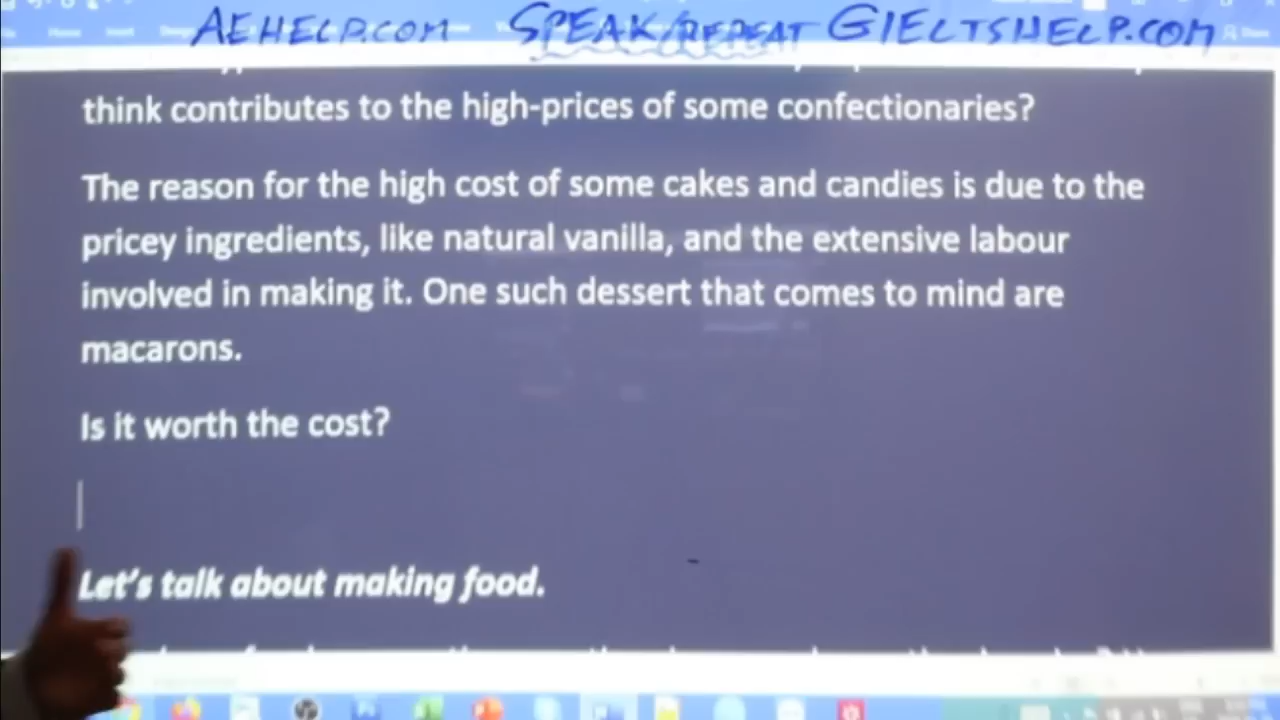 AEHELP.COM SPEAK/REPEAT GIELTSHELP.COM
think contributes to the high-prices of some confectionaries?
The reason for the high cost of some cakes and candies is due to the
pricey ingredients, like natural vanilla, and the extensive labour
involved in making it. One such dessert that comes to mind are
macarons.
Is it worth the cost?
Let's talk about making food.